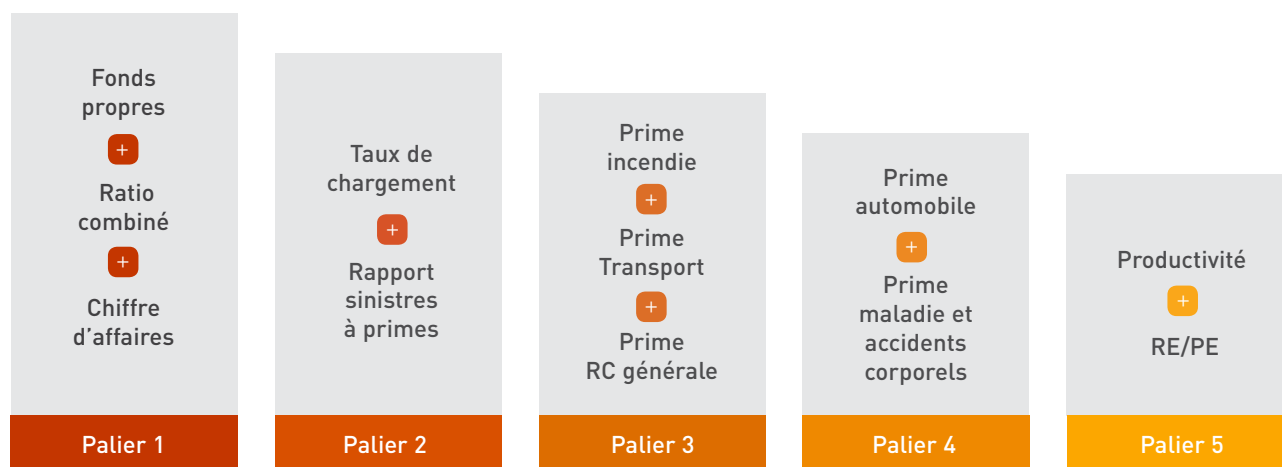 Fonds
propres
+
Ratio
combiné
+
Chiffre
d’affaires
Palier 1
Taux de
chargement
+
Rapport
sinistres
à primes
Palier 2
Prime
incendie
+
Prime
Transport
+
Prime
RC générale
Palier 3
Prime
automobile
+
Prime
maladie et
accidents
corporels
Palier 4
Productivité
+
RE/PE
Palier 5